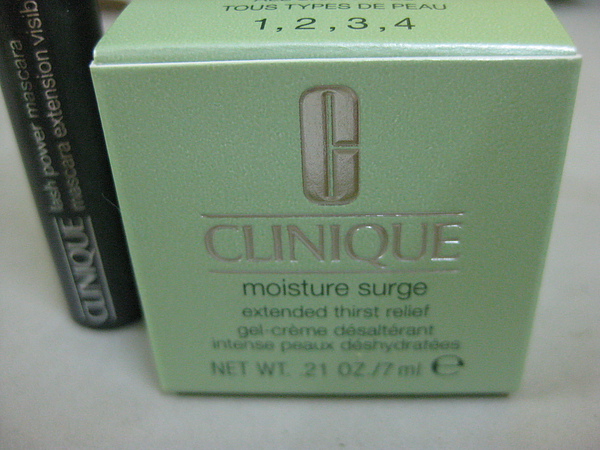 TOUS TYPES DE PEAU
1, 2, 3, 4
C
CLINIQUE
moisture surge
extended thirst relief
gel-crème désaltérant
intense peaux déshydratées
NET WT. .21 OZ./7 ml ℮
CLINIQUE
lash power mascara
mascara extension visib